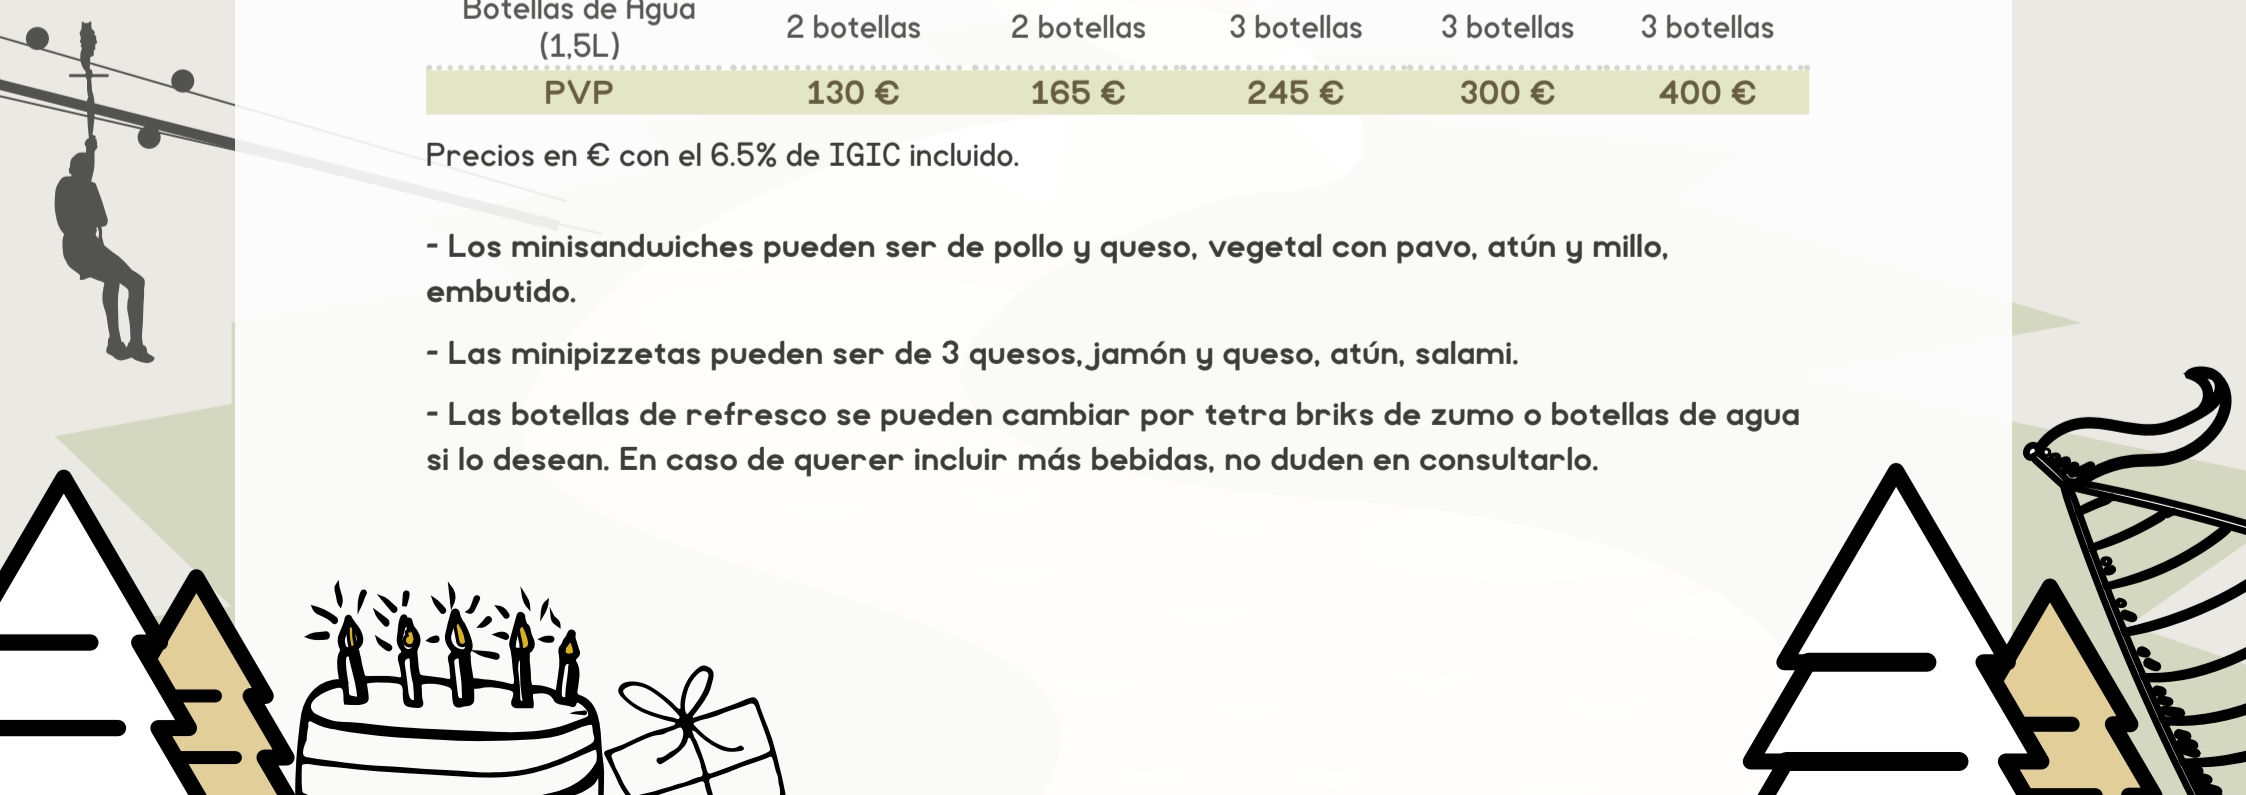 Botellas de Agua
(1,5L) 2 botellas 2 botellas 3 botellas 3 botellas 3 botellas
PVP 130 € 165 € 245 € 300 € 400 €
Precios en € con el 6.5% de IGIC incluido.
- Los minisandwiches pueden ser de pollo y queso, vegetal con pavo, atún y millo,
embutido.
- Las minipizzetas pueden ser de 3 quesos, jamón y queso, atún, salami.
- Las botellas de refresco se pueden cambiar por tetra briks de zumo o botellas de agua
si lo desean. En caso de querer incluir más bebidas, no duden en consultarlo.